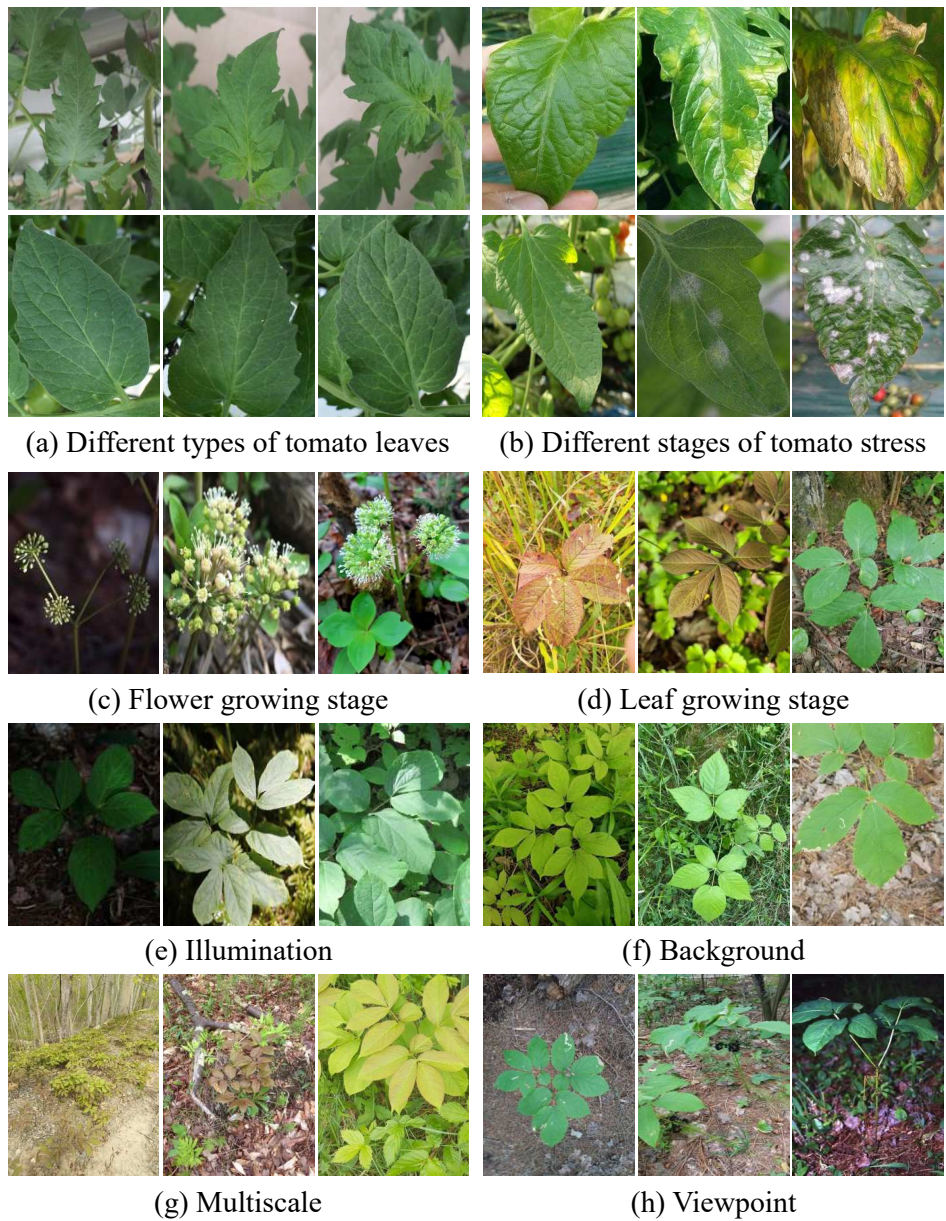 (a) Different types of tomato leaves
(b) Different stages of tomato stress
(c) Flower growing stage
(d) Leaf growing stage
(e) Illumination
(f) Background
(g) Multiscale
(h) Viewpoint